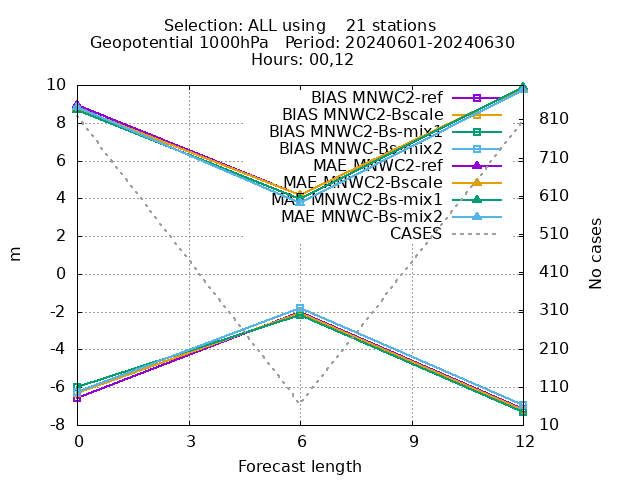 Selection: ALL using    21 stations
Geopotential 1000hPa   Period: 20240601-20240630
Hours: 00,12
BIAS MNWC2-ref
BIAS MNWC2-Bscale
BIAS MNWC2-Bs-mix1
BIAS MNWC-Bs-mix2
MAE MNWC2-ref
MAE MNWC2-Bscale
MAE MNWC2-Bs-mix1
MAE MNWC-Bs-mix2
CASES
10
8
6
4
2
0
-2
-4
-6
-8
m
810
710
610
510
410
310
210
110
10
No cases
0 3 6 9 12
Forecast length